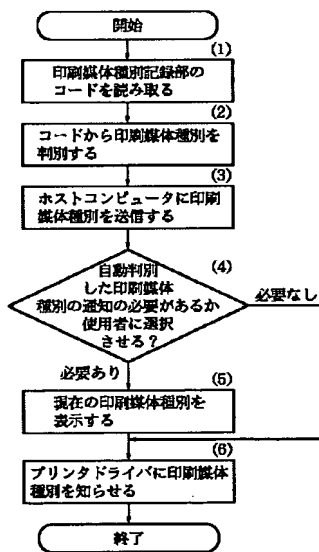 開始
(1)
印刷媒体種別記録部の
コードを読み取る
(2)
コードから印刷媒体種別を
判別する
(3)
ホストコンピュータに印刷
媒体種別を送信する
(4)
自動判別
した印刷媒体
種別の通知の必要があるか
使用者に選択
させる?
必要なし
必要あり
(5)
現在の印刷媒体種別を
表示する
(6)
プリンタドライバに印刷媒体
種別を知らせる
終了